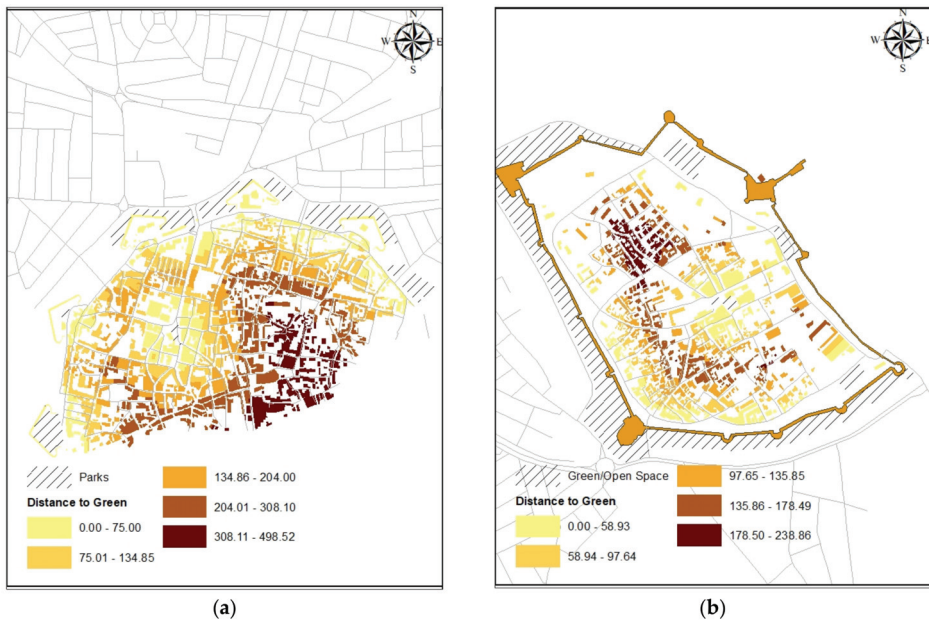 N
W E
S
Parks
Distance to Green
0.00 - 75.00
75.01 - 134.85
134.86 - 204.00
204.01 - 308.10
308.11 - 498.52
(a)
N
W E
S
Green/Open Space
Distance to Green
0.00 - 58.93
58.94 - 97.64
97.65 - 135.85
135.86 - 178.49
178.50 - 238.86
(b)